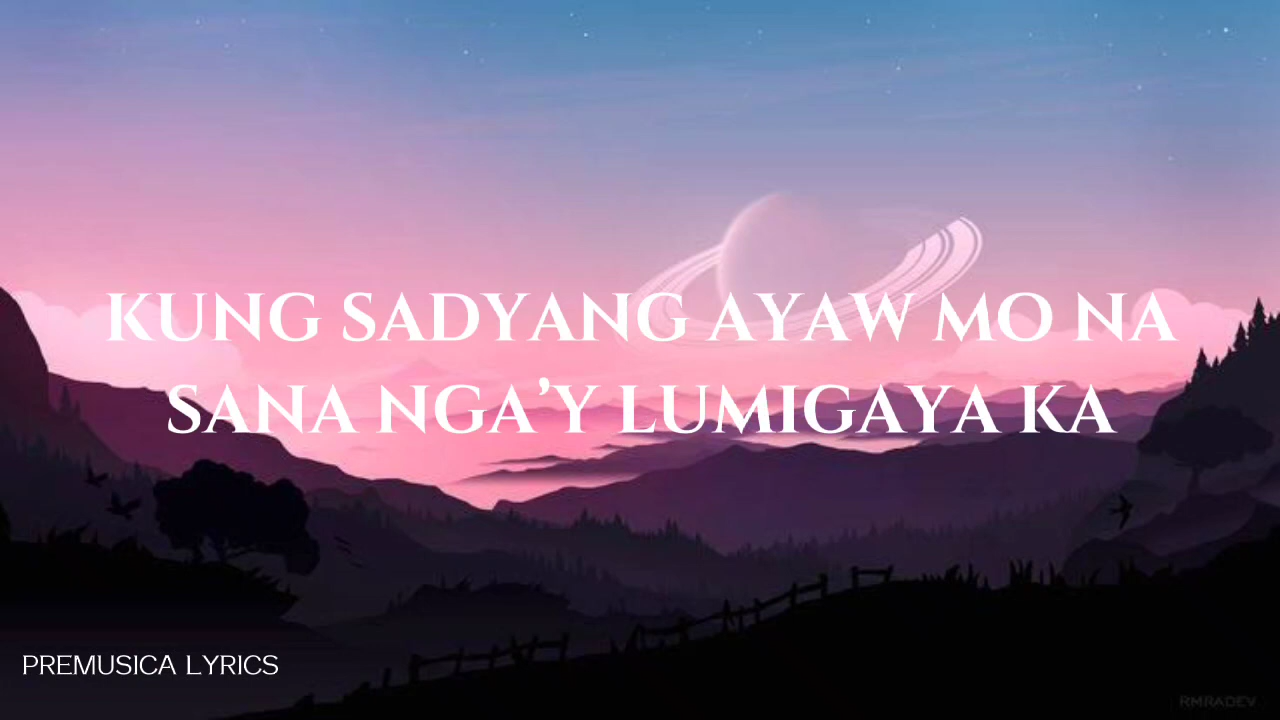 KUNG SADYANG AYAW MO NA
SANA NGA’Y LUMIGAYA KA
PREMUSICA LYRICS
RMRADEV